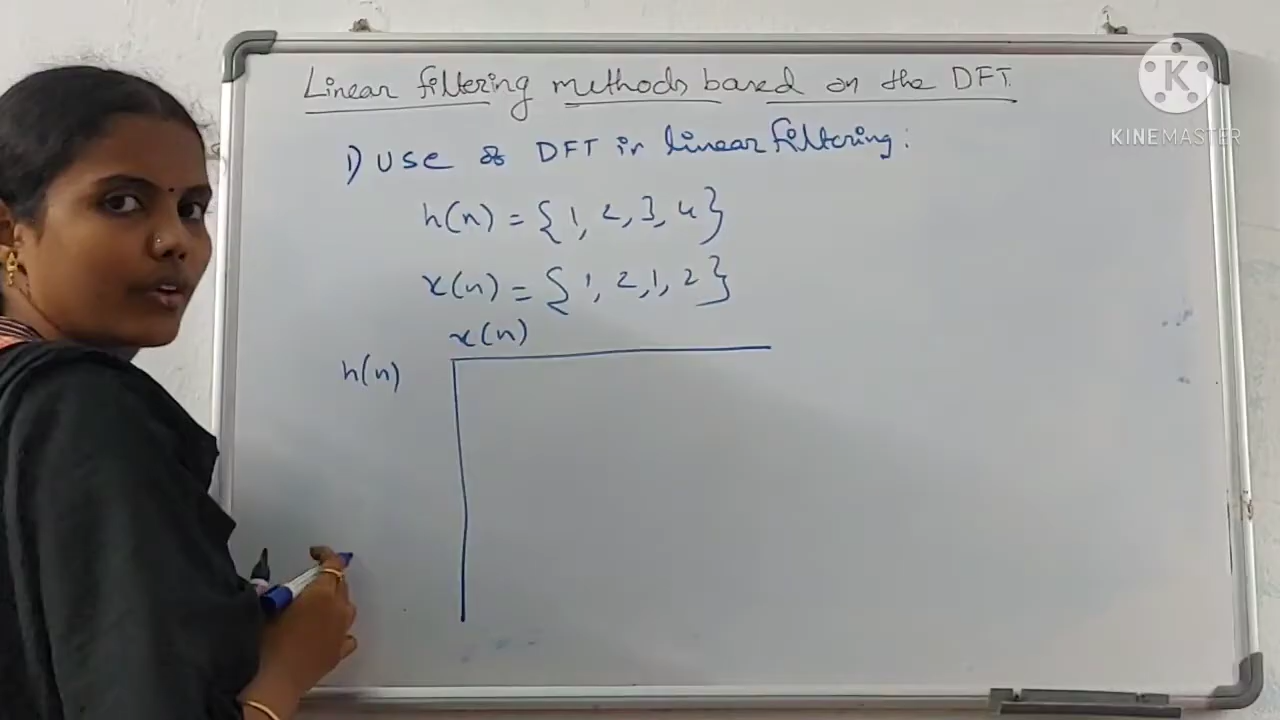 Linear filtering methods based on the DFT.
1) Use of DFT in linear filtering:
h(n) = {1, 2, 3, 4}
x(n) = {1, 2, 1, 2}
x(n)
h(n)
K
KINEMASTER